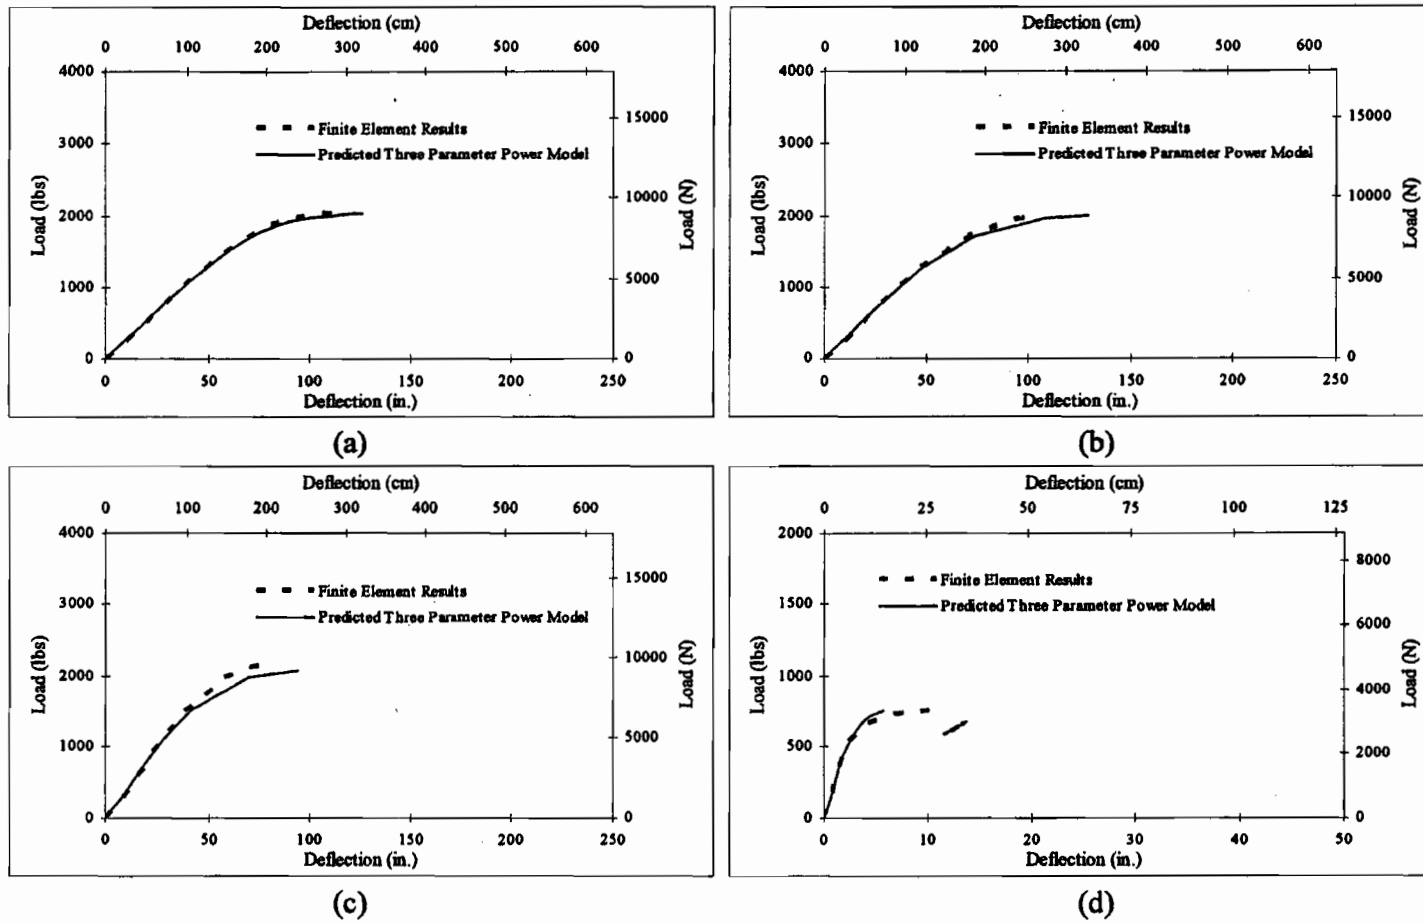 Deflection (cm)
0 100 200 300 400 500 600
4000
3000
2000
1000
0
Load (lbs)
Finite Element Results
Predicted Three Parameter Power Model
15000
10000
5000
0
Load (N)
0 50 100 150 200 250
Deflection (in.)
(a)
Deflection (cm)
0 100 200 300 400 500 600
4000
3000
2000
1000
0
Load (lbs)
Finite Element Results
Predicted Three Parameter Power Model
15000
10000
5000
0
Load (N)
0 50 100 150 200 250
Deflection (in.)
(b)
Deflection (cm)
0 100 200 300 400 500 600
4000
3000
2000
1000
0
Load (lbs)
Finite Element Results
Predicted Three Parameter Power Model
15000
10000
5000
0
Load (N)
0 50 100 150 200 250
Deflection (in.)
(c)
Deflection (cm)
0 25 50 75 100 125
2000
1500
1000
500
0
Load (lbs)
Finite Element Results
Predicted Three Parameter Power Model
8000
6000
4000
2000
0
Load (N)
0 10 20 30 40 50
Deflection (in.)
(d)